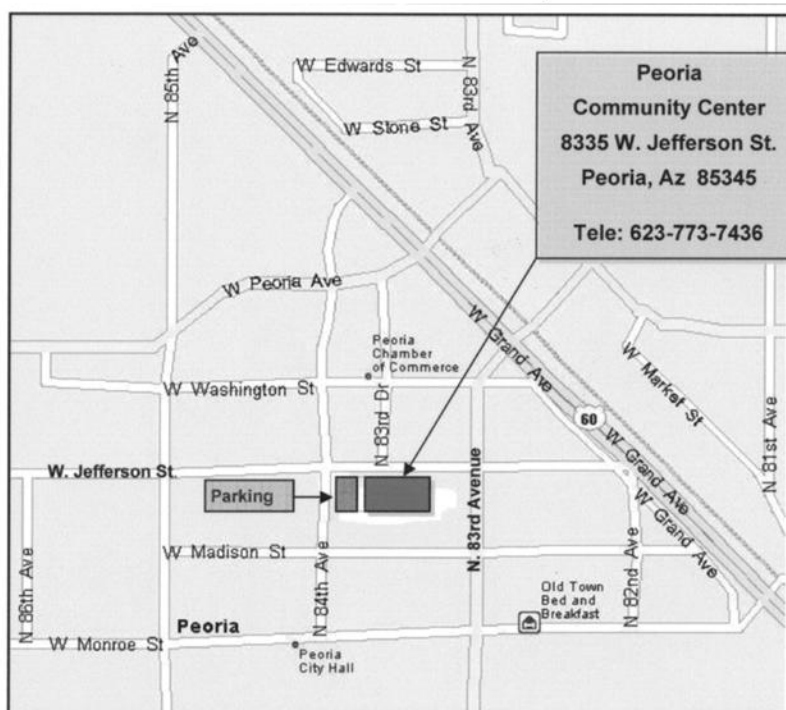 N 85th Ave
W Edwards St
N 83rd Ave
W Stone St
Peoria
Community Center
8335 W. Jefferson St.
Peoria, Az 85345
Tele: 623-773-7436
W Peoria Ave
W Grand Ave
Peoria
Chamber
of Commerce
W Washington St
N 83rd Dr
60
W Market St
N 81st Ave
W Grand Ave
W. Jefferson St.
Parking
N. 83rd Avenue
W Grand Ave
N 86th Ave
W Madison St
N 84th Ave
N 82nd Ave
Old Town
Bed and
Breakfast
Peoria
W Monroe St
Peoria
City Hall